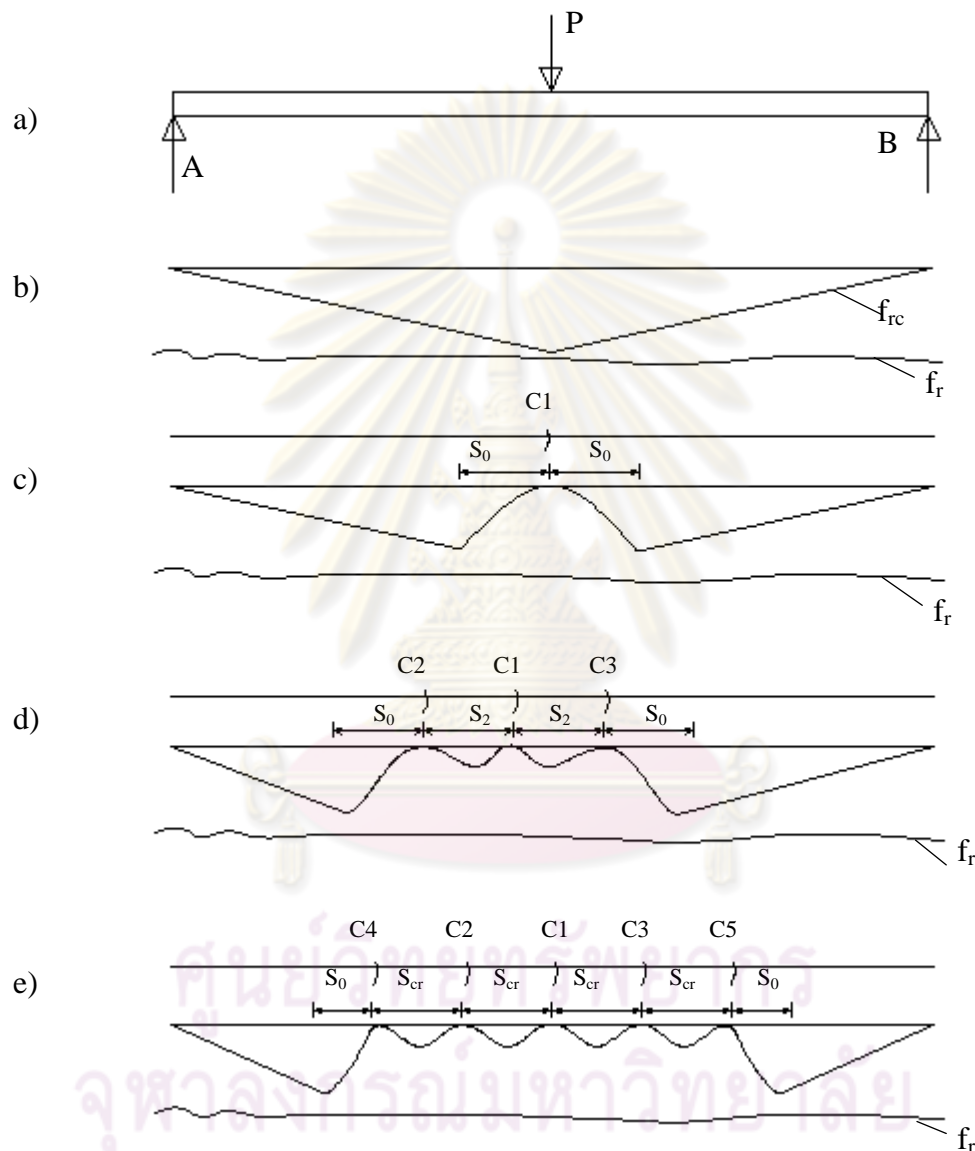 P
a)
A
B
b)
f_rc
f_r
C1
S_0 S_0
c)
f_r
C2 C1 C3
d)
S_0 S_2 S_2 S_0
f_r
C4 C2 C1 C3 C5
e)
S_0 S_cr S_cr S_cr S_cr S_0
ศูนย์วิทยทรัพยากร
จุฬาลงกรณ์มหาวิทยาลัย
f_r